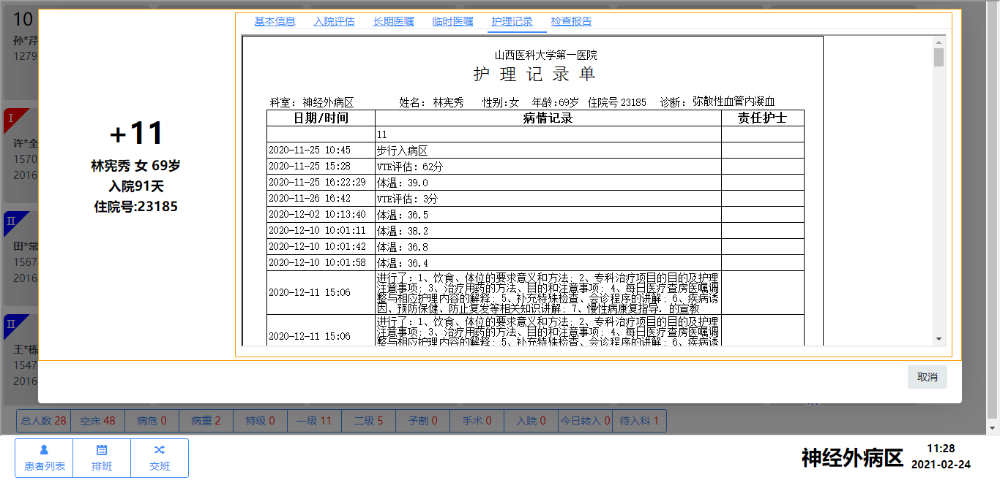 基本信息 入院评估 长期医嘱 临时医嘱 护理记录 检查报告
10
孙*芹
1279
I
许*全
1570
2016
II
田*常
1567
2016
II
王*栋
1547
2016
+11
林宪秀 女 69岁
入院91天
住院号:23185
山西医科大学第一医院
护 理 记 录 单
科室：神经外病区 姓名：林宪秀 性别:女 年龄:69岁 住院号 23185 诊断：弥散性血管内凝血
日期/时间 病情记录 责任护士
11
2020-11-25 10:45 步行入病区
2020-11-25 15:28 VTE评估：62分
2020-11-25 16:22:29 体温：39.0
2020-11-26 16:42 VTE评估：3分
2020-12-02 10:13:40 体温：36.5
2020-12-10 10:01:11 体温：38.2
2020-12-10 10:01:42 体温：36.8
2020-12-10 10:01:58 体温：36.4
2020-12-11 15:06
进行了：1、饮食、体位的要求意义和方法；2、专科治疗项目的目的及护理
注意事项；3、治疗用药的方法、目的和注意事项；4、每日医疗查房医嘱调
整与相应护理内容的解释；5、补充特殊检查、会诊程序的讲解；6、疾病诱
因、预防保健、防止复发等相关知识讲解；7、慢性病康复指导．的宣教
2020-12-11 15:06
进行了：1、饮食、体位的要求意义和方法；2、专科治疗项目的目的及护理
注意事项；3、治疗用药的方法、目的和注意事项；4、每日医疗查房医嘱调
整与相应护理内容的解释；5、补充特殊检查、会诊程序的讲解；6、疾病诱
取消
总人数 28 空床 48 病危 0 病重 2 特级 0 一级 11 二级 5 予割 0 手术 0 入院 0 今日转入 0 待入科 1
患者列表 排班 交班
神经外病区
11:28
2021-02-24